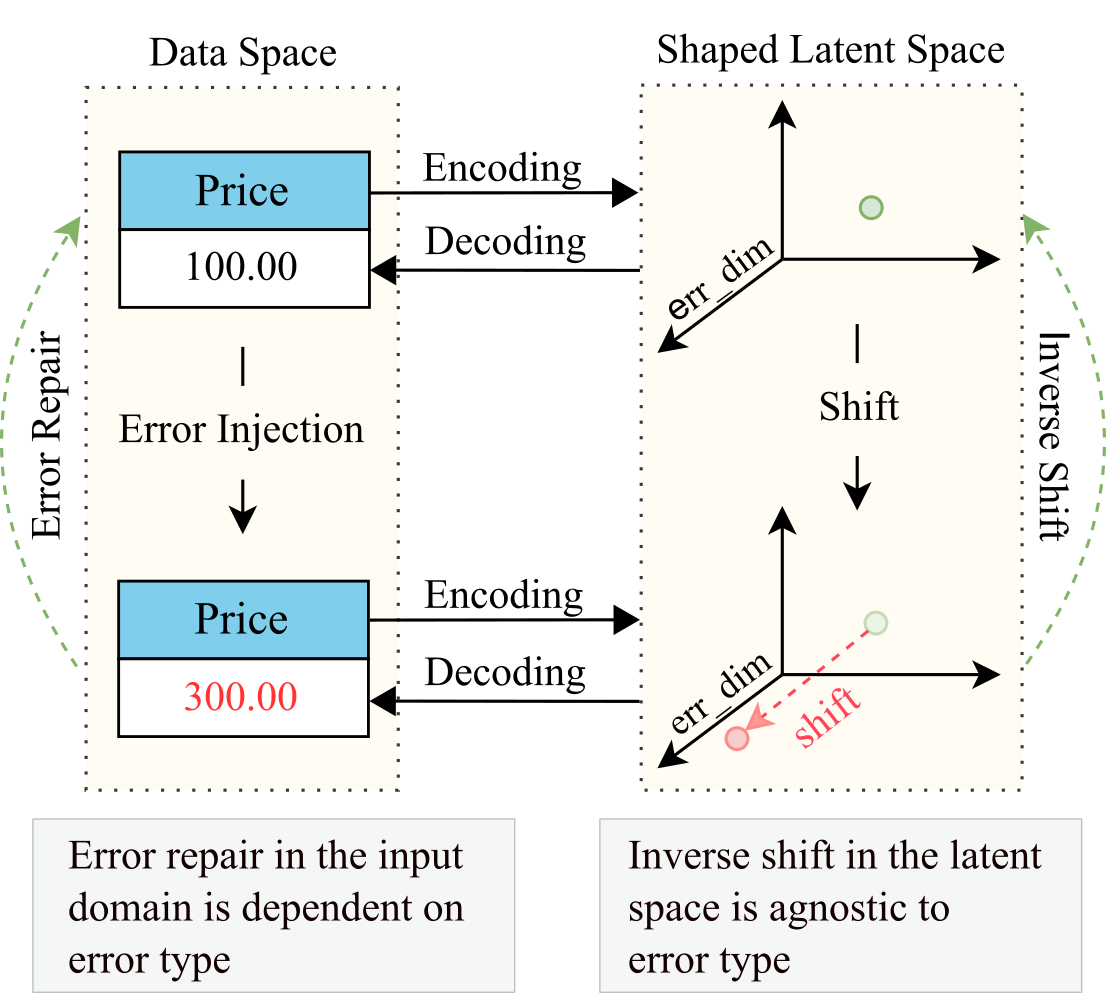 Data Space
Shaped Latent Space
Price
100.00
Encoding
Decoding
err_dim
Error Repair
Error Injection
Shift
Inverse Shift
Price
300.00
Encoding
Decoding
err_dim
shift
Error repair in the input
domain is dependent on
error type
Inverse shift in the latent
space is agnostic to
error type